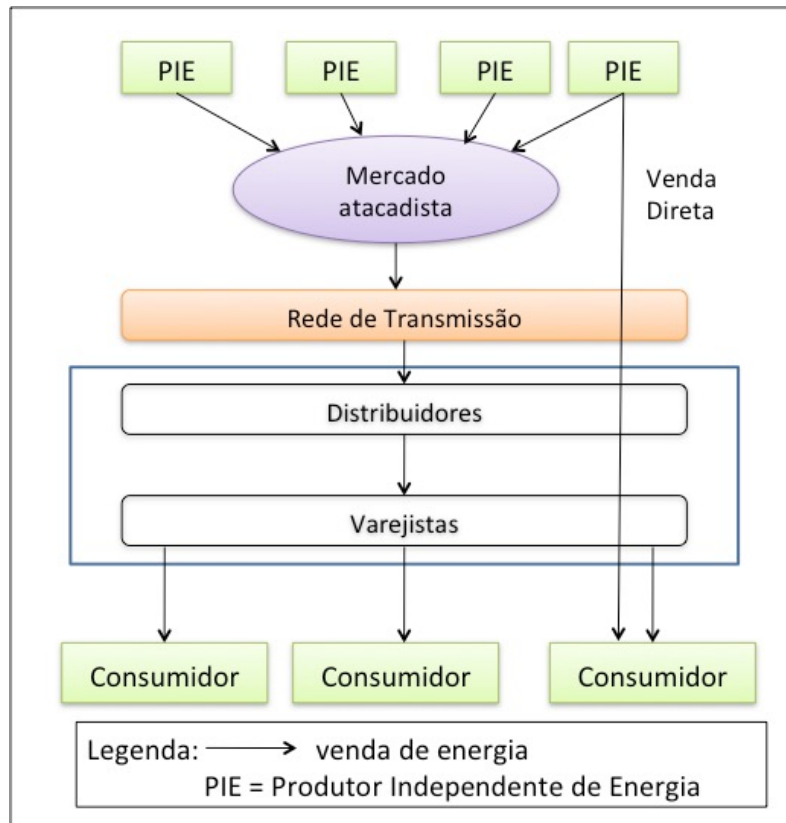 PIE
PIE
PIE
PIE
Mercado
atacadista
Venda
Direta
Rede de Transmissão
Distribuidores
Varejistas
Consumidor
Consumidor
Consumidor
Legenda: venda de energia
PIE = Produtor Independente de Energia